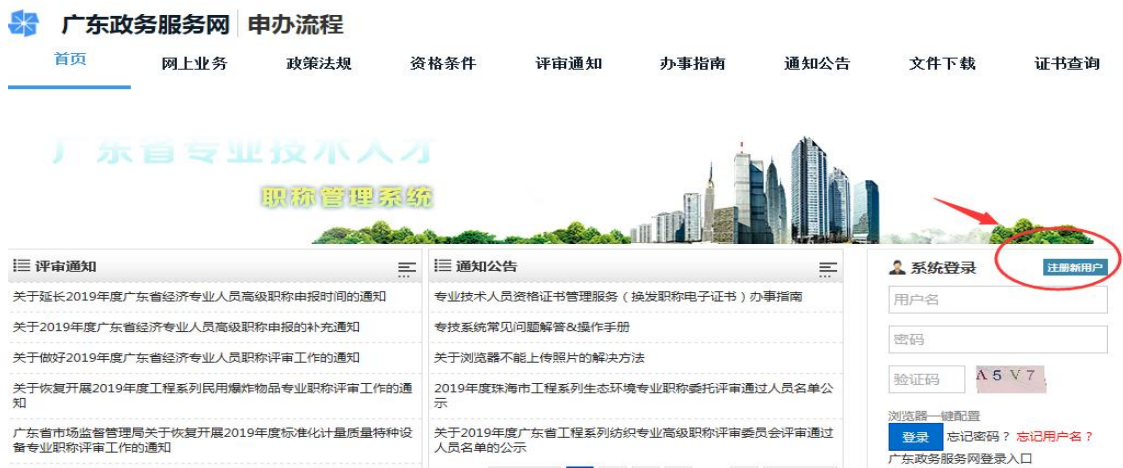 广东政务服务网 申办流程
首页 网上业务 政策法规 资格条件 评审通知 办事指南 通知公告 文件下载 证书查询
广东省专业技术人才
职称管理系统
评审通知
关于延长2019年度广东省经济专业人员高级职称申报时间的通知
关于2019年度广东省经济专业人员高级职称申报的补充通知
关于做好2019年度广东省经济专业人员职称评审工作的通知
关于恢复开展2019年度工程系列民用爆炸物品专业职称评审工作的通
知
广东省市场监督管理局关于恢复开展2019年度标准化计量质量特种设
备专业职称评审工作的通知
通知公告
专业技术人员资格证书管理服务（换发职称电子证书）办事指南
专技系统常见问题解答&操作手册
关于浏览器不能上传照片的解决方法
2019年度珠海市工程系列生态环境专业职称委托评审通过人员名单公
示
关于2019年度广东省工程系列纺织专业高级职称评审委员会评审通过
人员名单的公示
系统登录 注册新用户
用户名
密码
验证码 A 5 V 7
浏览器一键配置
登录 忘记密码？ 忘记用户名？
广东政务服务网登录入口